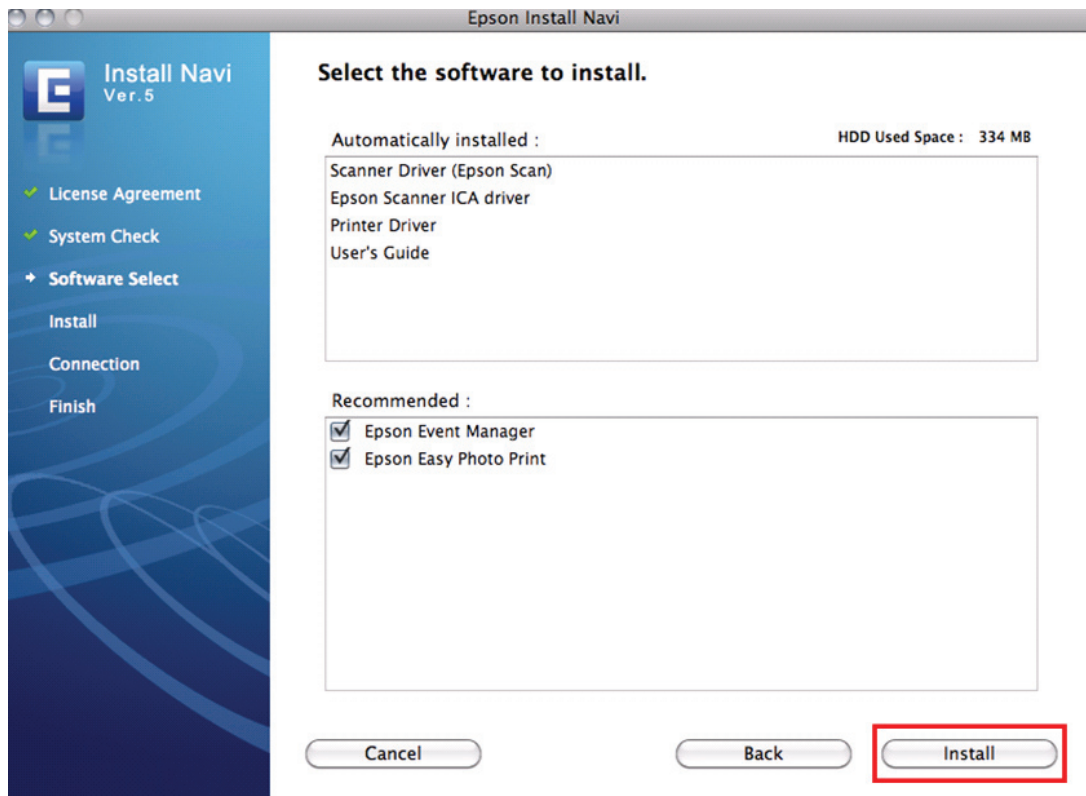 Epson Install Navi
Install Navi
Ver.5
License Agreement
System Check
Software Select
Install
Connection
Finish
Select the software to install.
Automatically installed :
HDD Used Space : 334 MB
Scanner Driver (Epson Scan)
Epson Scanner ICA driver
Printer Driver
User's Guide
Recommended :
Epson Event Manager
Epson Easy Photo Print
Cancel
Back
Install